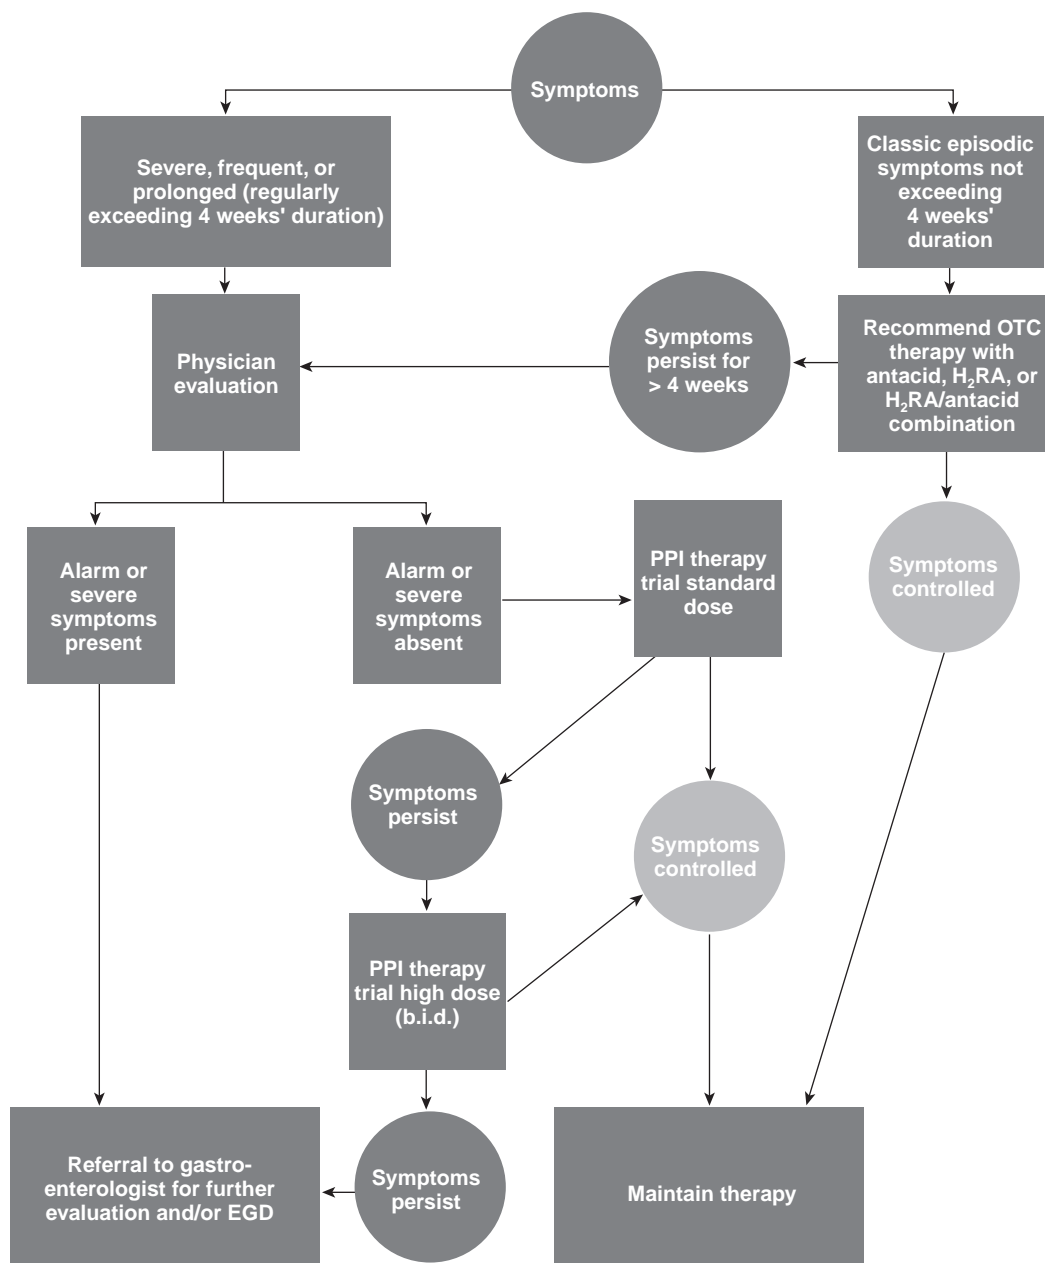 Symptoms
Severe, frequent, or
prolonged (regularly
exceeding 4 weeks' duration)
Classic episodic
symptoms not
exceeding
4 weeks'
duration
Physician
evaluation
Symptoms
persist for
> 4 weeks
Recommend OTC
therapy with
antacid, H₂RA, or
H₂RA/antacid
combination
Alarm or
severe
symptoms
present
Alarm or
severe
symptoms
absent
PPI therapy
trial standard
dose
Symptoms
controlled
Symptoms
persist
Symptoms
controlled
PPI therapy
trial high dose
(b.i.d.)
Referral to gastro-
enterologist for further
evaluation and/or EGD
Symptoms
persist
Maintain therapy